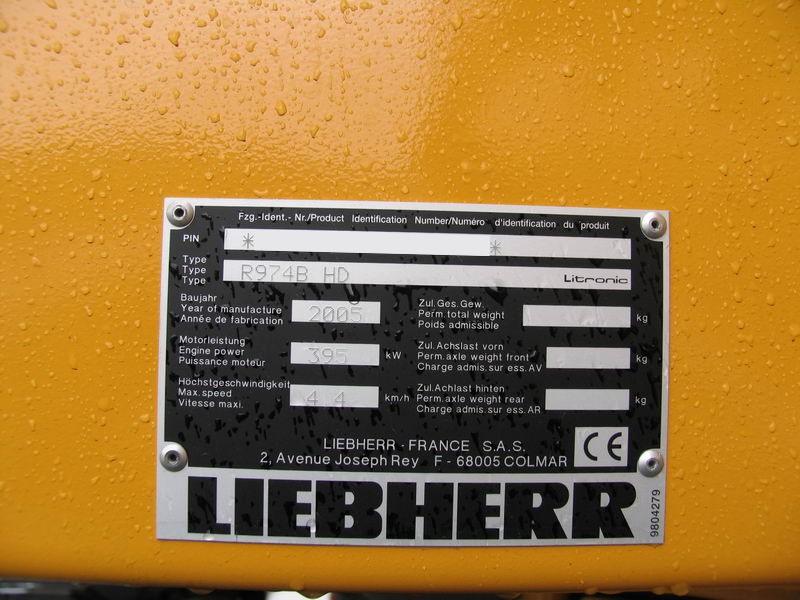 Fzg.-Ident.- Nr./Product Identification Number/Numéro d'identification du produit
PIN * *
Type
Type R974B HD Litronic
Type
Baujahr
Year of manufacture 2005
Année de fabrication
Zul.Ges.Gew.
Perm.total weight kg
Poids admissible
Motorleistung
Engine power 395 kW
Puissance moteur
Zul.Achslast vorn
Perm.axle weight front kg
Charge admis.sur ess.AV
Höchstgeschwindigkeit
Max.speed 4.4 km/h
Vitesse maxi.
Zul.Achlast hinten
Perm.axle weight rear kg
Charge admis.sur ess.AR
LIEBHERR - FRANCE S.A.S.
2, Avenue Joseph Rey F - 68005 COLMAR
CE
LIEBHERR
9804279